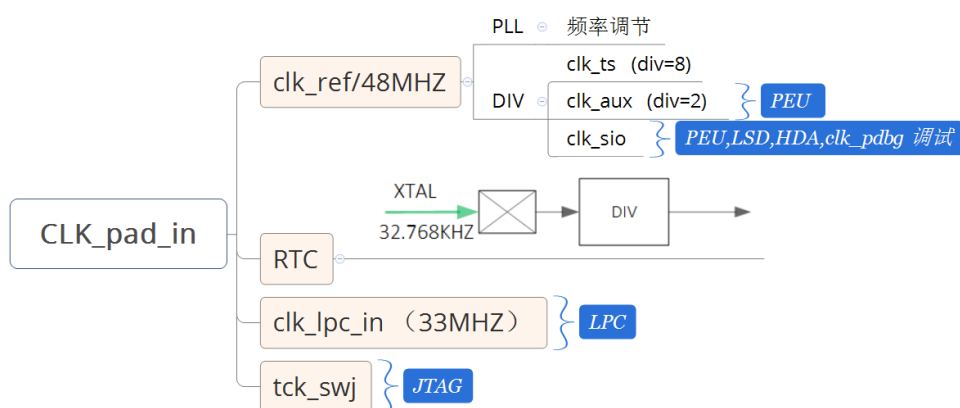 PLL 频率调节
clk_ref/48MHZ
clk_ts (div=8)
DIV clk_aux (div=2) PEU
clk_sio PEU,LSD,HDA,clk_pdbg 调试
XTAL
32.768KHZ
DIV
CLK_pad_in
RTC
clk_lpc_in （33MHZ） LPC
tck_swj JTAG